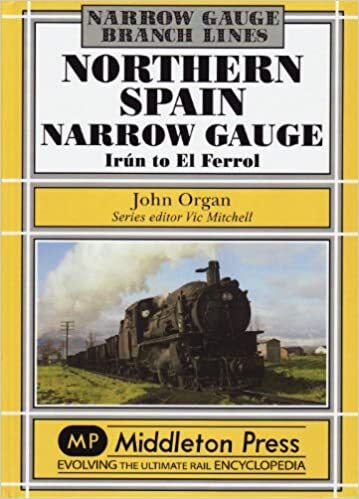 NARROW GAUGE
BRANCH LINES
NORTHERN
SPAIN
NARROW GAUGE
Irún to El Ferrol
John Organ
Series editor Vic Mitchell
MP Middleton Press
EVOLVING THE ULTIMATE RAIL ENCYCLOPEDIA